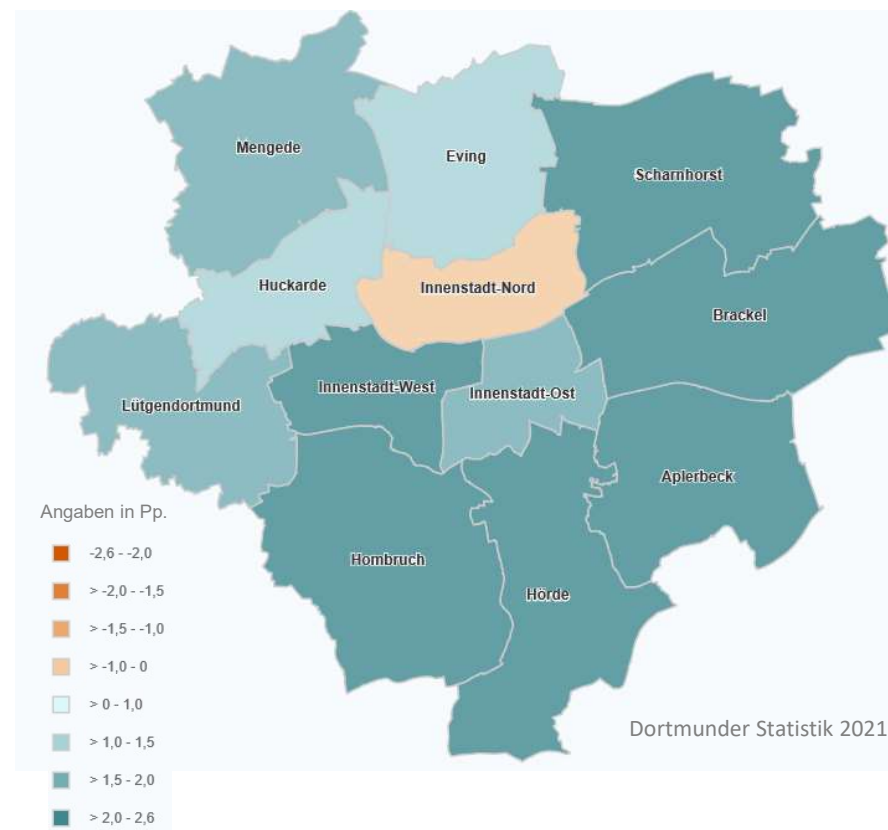 Mengede
Eving
Scharnhorst
Huckarde
Innenstadt-Nord
Brackel
Innenstadt-West
Innenstadt-Ost
Lütgendortmund
Aplerbeck
Hombruch
Hörde
Angaben in Pp.
-2,6 - -2,0
> -2,0 - -1,5
> -1,5 - -1,0
> -1,0 - 0
> 0 - 1,0
> 1,0 - 1,5
> 1,5 - 2,0
> 2,0 - 2,6
Dortmunder Statistik 2021